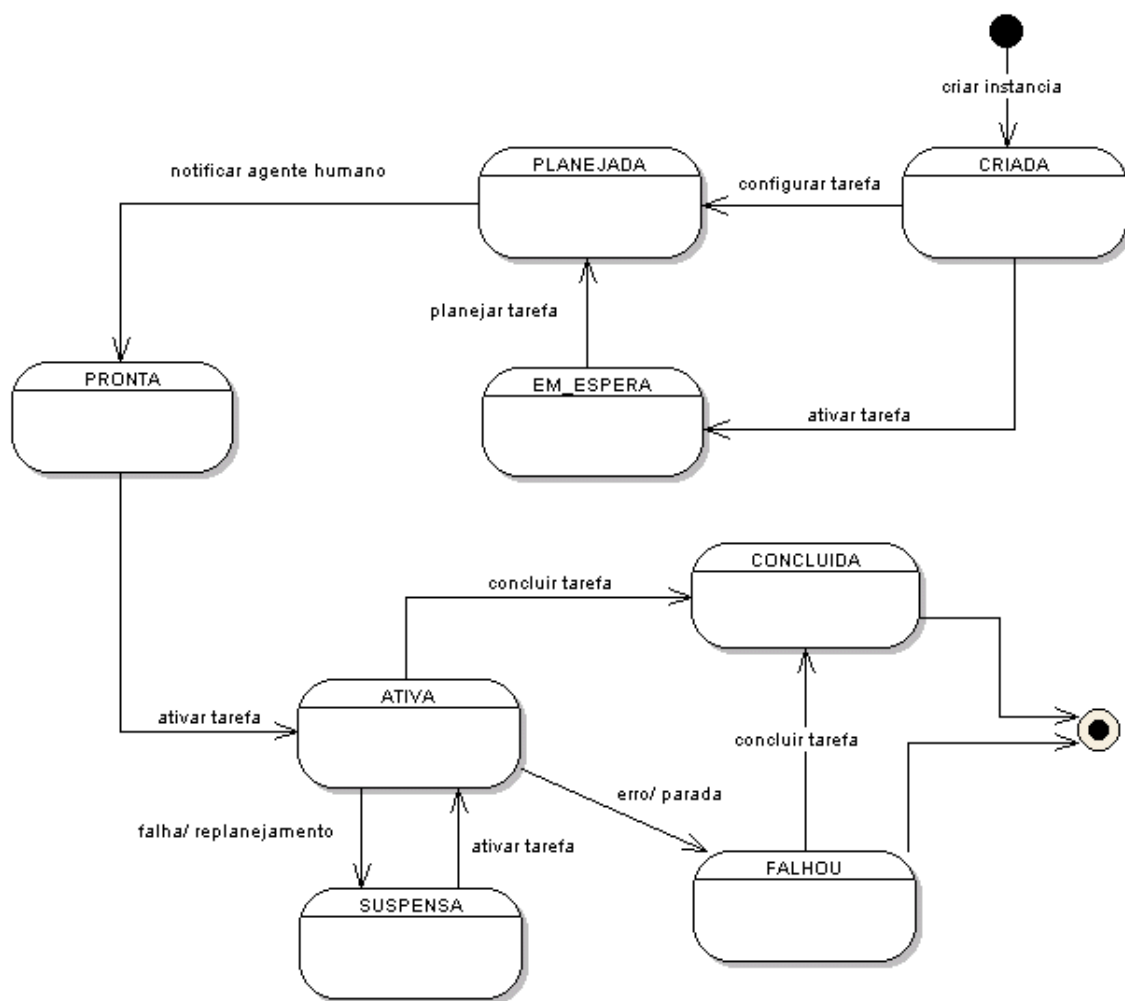 criar instancia
PLANEJADA
CRIADA
notificar agente humano
configurar tarefa
planejar tarefa
PRONTA
EM_ESPERA
ativar tarefa
CONCLUIDA
concluir tarefa
ATIVA
ativar tarefa
concluir tarefa
erro/ parada
falha/ replanejamento
ativar tarefa
FALHOU
SUSPENSA